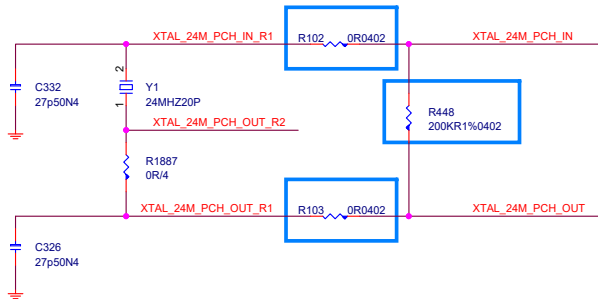 XTAL_24M_PCH_IN_R1
R102
0R0402
XTAL_24M_PCH_IN
C332
27p50N4
2
1
Y1
24MHZ20P
XTAL_24M_PCH_OUT_R2
R448
200KR1%0402
R1887
0R/4
XTAL_24M_PCH_OUT_R1
R103
0R0402
XTAL_24M_PCH_OUT
C326
27p50N4